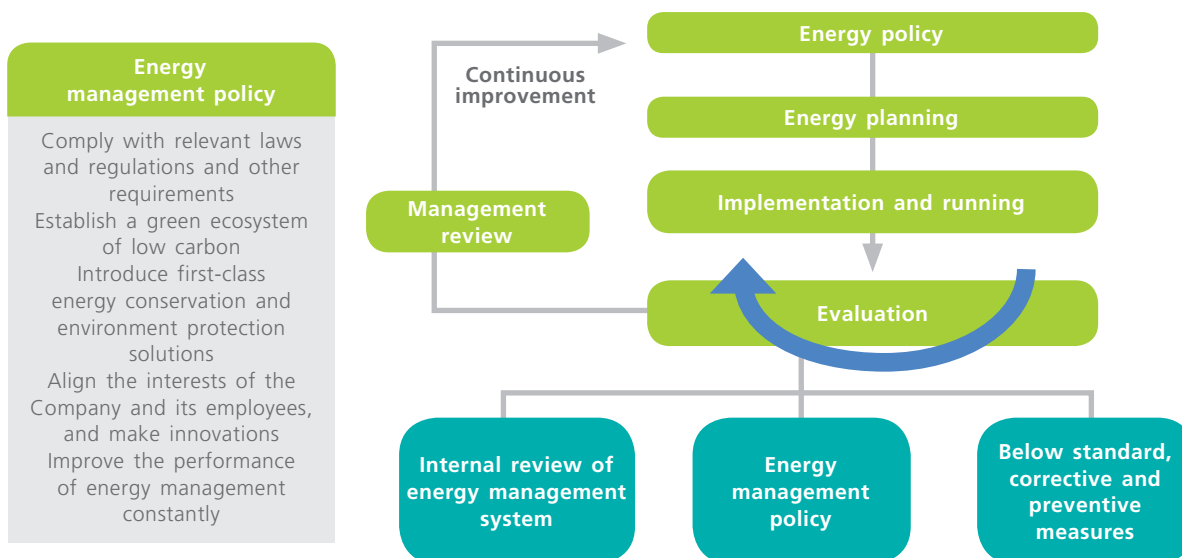 Energy
management policy
Comply with relevant laws
and regulations and other
requirements
Establish a green ecosystem
of low carbon
Introduce first-class
energy conservation and
environment protection
solutions
Align the interests of the
Company and its employees,
and make innovations
Improve the performance
of energy management
constantly
Continuous
improvement
Management
review
Energy policy
Energy planning
Implementation and running
Evaluation
Internal review of
energy management
system
Energy
management
policy
Below standard,
corrective and
preventive
measures